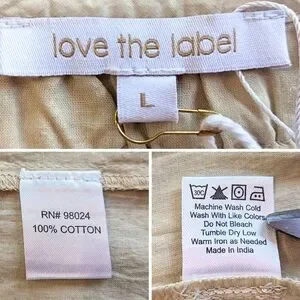 love the label
L
RN# 98024
100% COTTON
Machine Wash Cold
Wash With Like Colors
Do Not Bleach
Tumble Dry Low
Warm Iron as Needed
Made In India